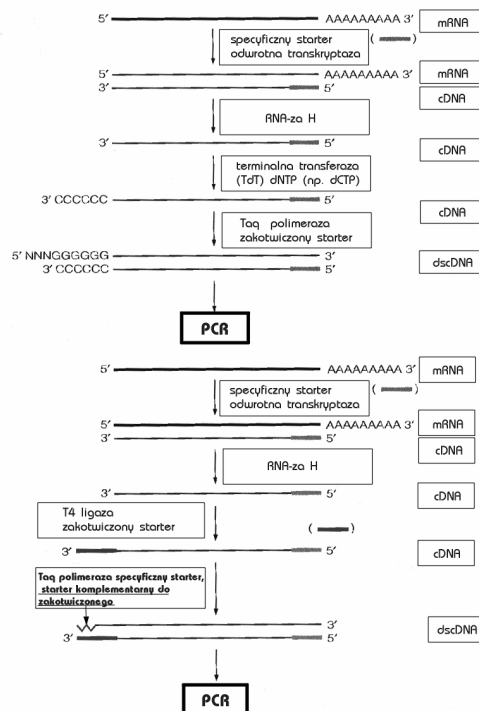 5' AAAAAAAAA 3' mRNA
specyficzny starter ( )
odwrotna transkryptaza
5' AAAAAAAAA 3' mRNA
3' 5' cDNA
RNA-za H
3' 5' cDNA
terminalna transferaza
(TdT) dNTP (np. dCTP)
3' CCCCCC 5' cDNA
Taq polimeraza
zakotwiczony starter
5' NNNGGGGGG 3' dscDNA
3' CCCCCC 5'
PCR
5' AAAAAAAAA 3' mRNA
specyficzny starter ( )
odwrotna transkryptaza
5' AAAAAAAAA 3' mRNA
3' 5' cDNA
RNA-za H
3' 5' cDNA
T4 ligaza
zakotwiczony starter ( )
3' 5' cDNA
Taq polimeraza specyficzny starter,
starter komplementarny do
zakotwiczonego
3' dscDNA
3' 5'
PCR